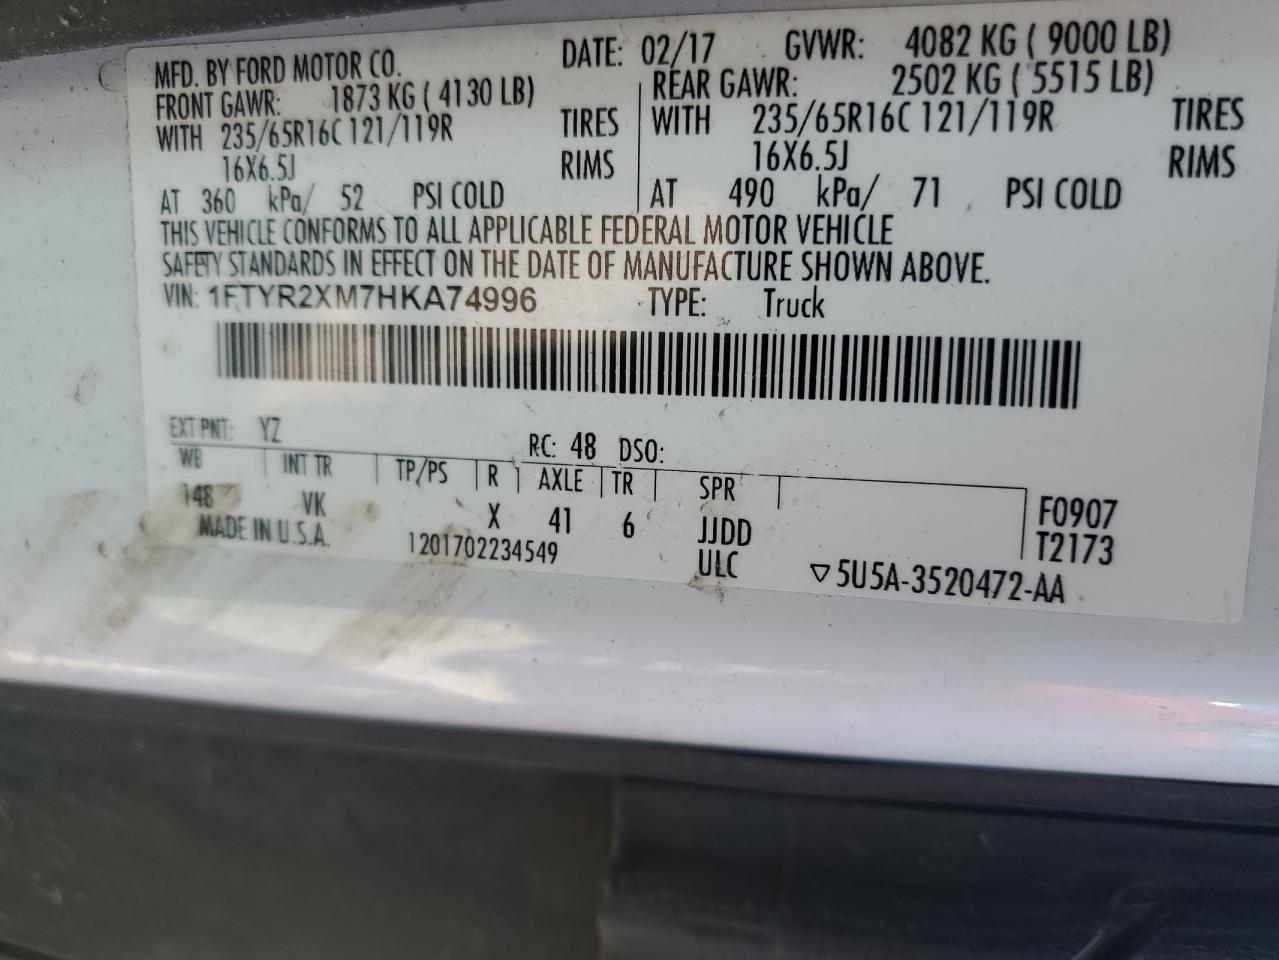 MFD. BY FORD MOTOR CO. DATE: 02/17 GVWR: 4082 KG ( 9000 LB)
FRONT GAWR: 1873 KG ( 4130 LB) REAR GAWR: 2502 KG ( 5515 LB)
WITH 235/65R16C 121/119R TIRES WITH 235/65R16C 121/119R TIRES
16X6.5J RIMS 16X6.5J RIMS
AT 360 kPa/ 52 PSI COLD AT 490 kPa/ 71 PSI COLD
THIS VEHICLE CONFORMS TO ALL APPLICABLE FEDERAL MOTOR VEHICLE
SAFETY STANDARDS IN EFFECT ON THE DATE OF MANUFACTURE SHOWN ABOVE.
VIN: 1FTYR2XM7HKA74996 TYPE: Truck
EXT PNT: YZ RC: 48 DSO:
WB INT TR TP/PS R AXLE TR SPR
148 VK X 41 6 JJDD F0907
MADE IN U.S.A. 1201702234549 ULC T2173
▽5U5A-3520472-AA